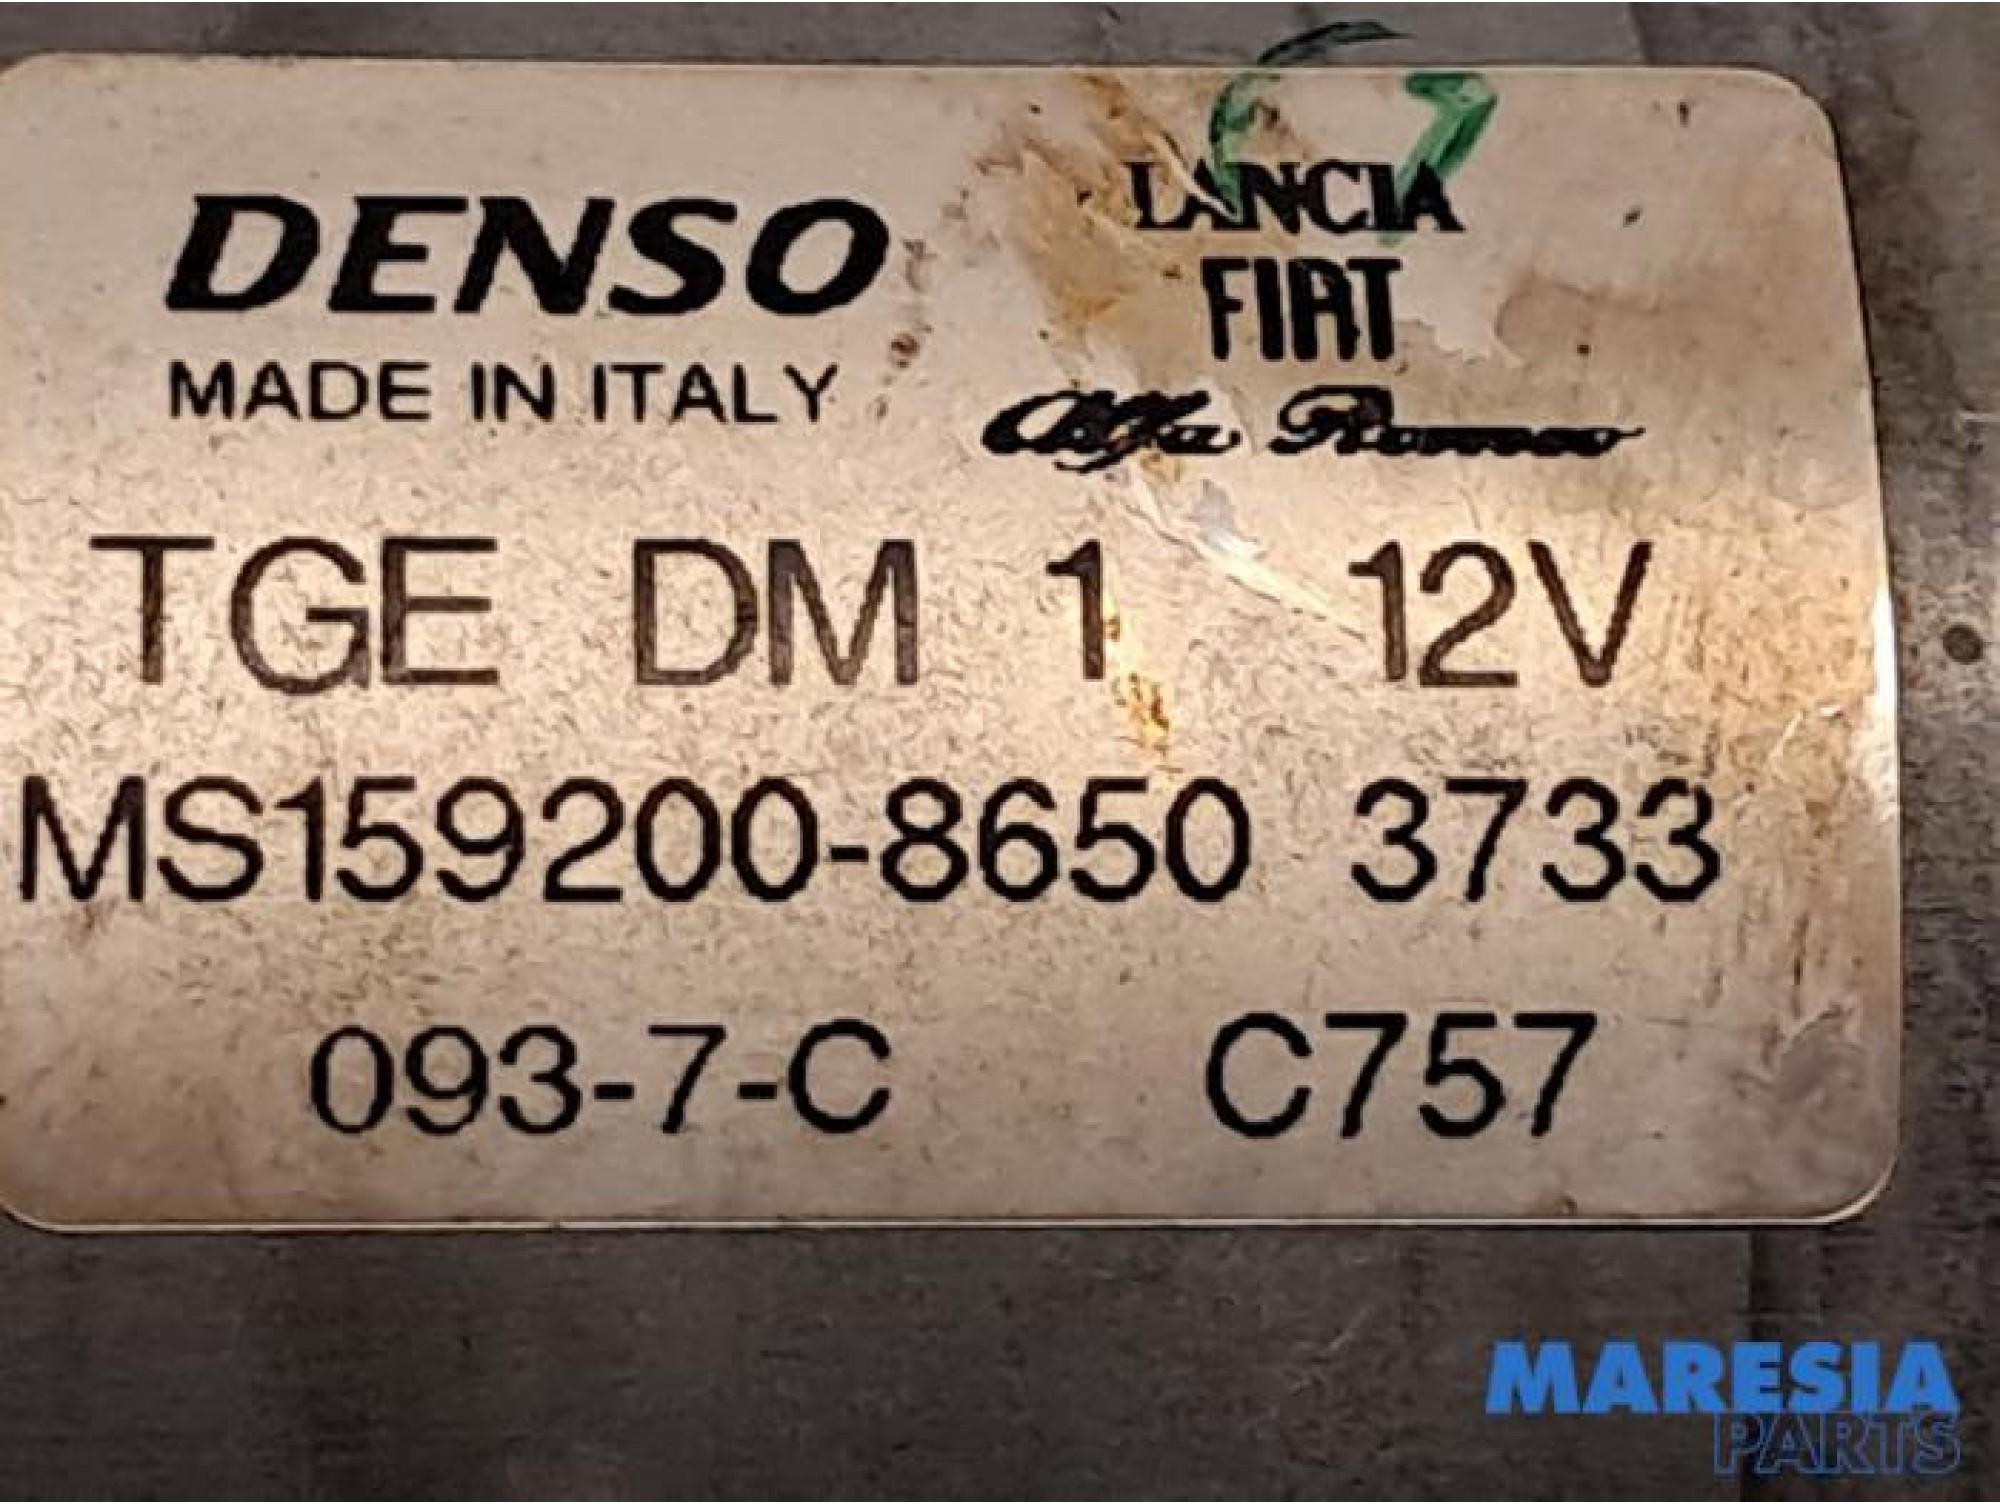 DENSO
MADE IN ITALY
LANCIA
FIAT
Alfa Romeo
TGE DM 1 12V
MS159200-8650 3733
093-7-C C757
MARESIA
PARTS